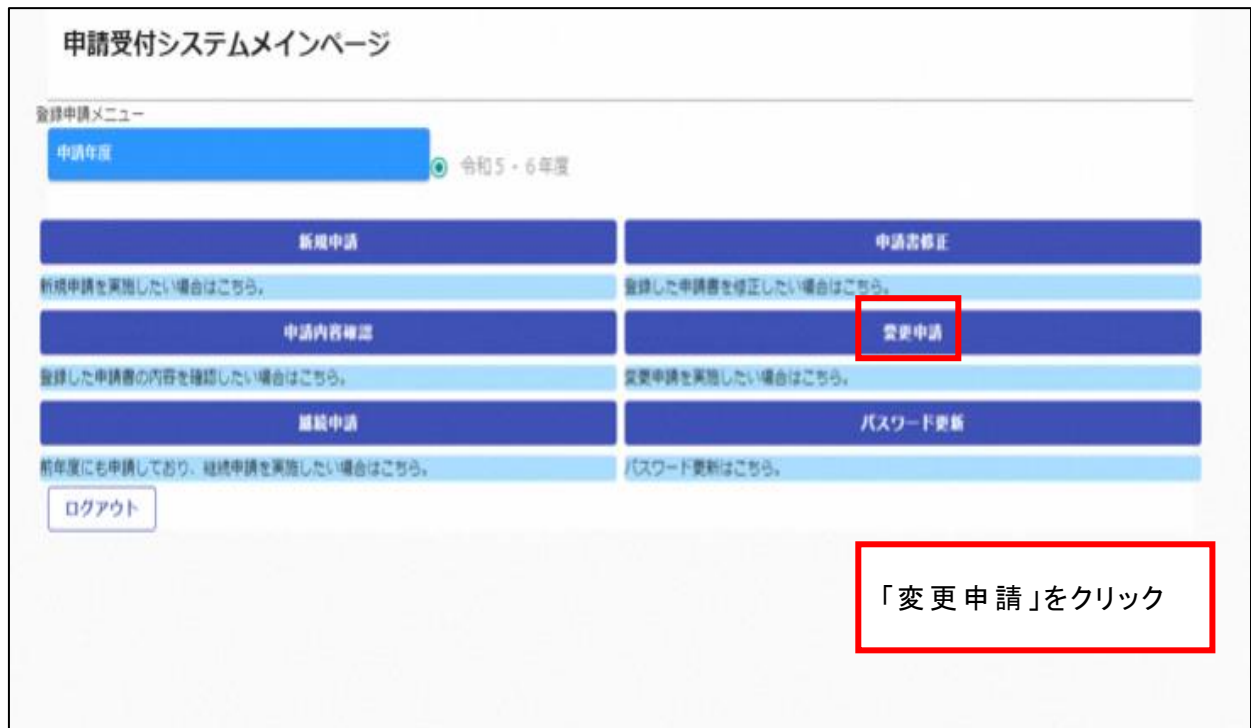 申請受付システムメインページ
登録申請メニュー
申請年度
令和5・6年度
新規申請
申請書修正
新規申請を実施したい場合はこちら。
登録した申請書を修正したい場合はこちら。
申請内容確認
変更申請
登録した申請書の内容を確認したい場合はこちら。
変更申請を実施したい場合はこちら。
継続申請
パスワード更新
前年度にも申請しており、継続申請を実施したい場合はこちら。
パスワード更新はこちら。
ログアウト
「変更申請」をクリック